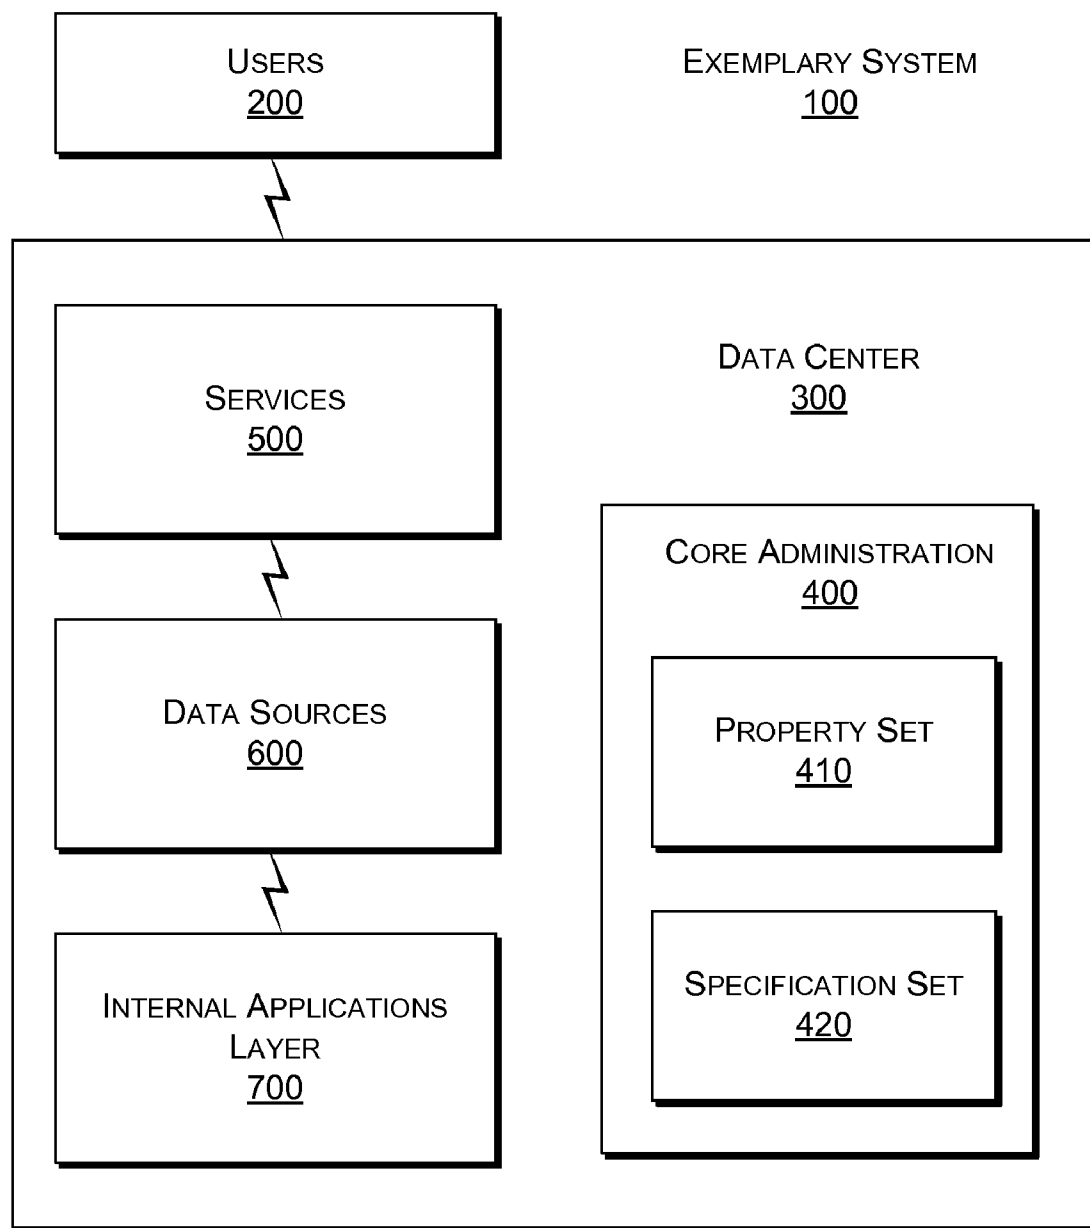 USERS
200
EXEMPLARY SYSTEM
100
SERVICES
500
DATA CENTER
300
CORE ADMINISTRATION
400
DATA SOURCES
600
PROPERTY SET
410
INTERNAL APPLICATIONS
LAYER
700
SPECIFICATION SET
420